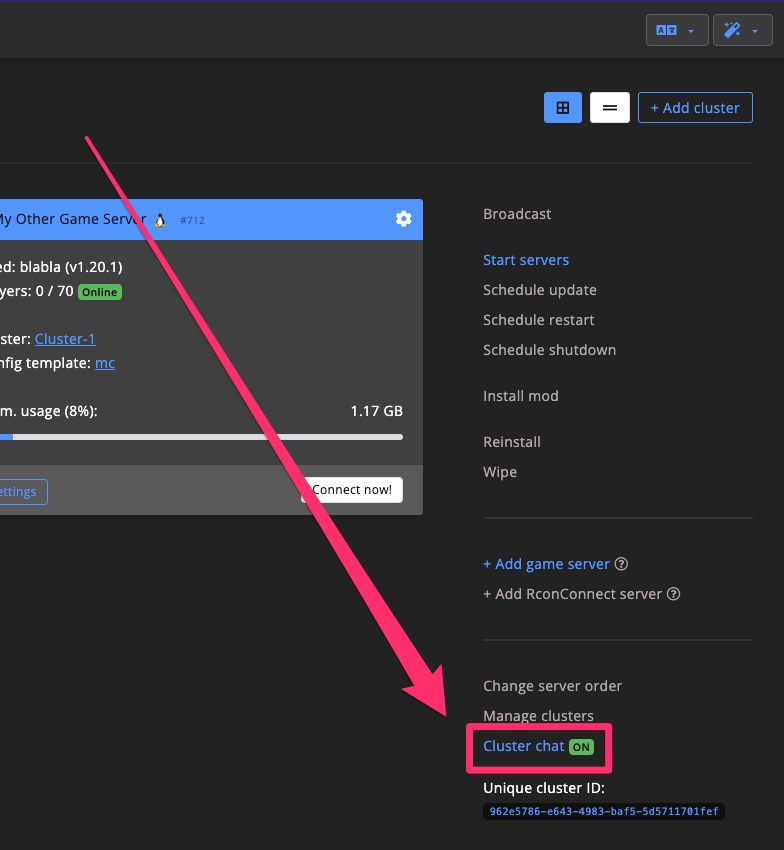 + Add cluster
My Other Game Server #712
ed: blabla (v1.20.1)
yers: 0 / 70 Online
ster: Cluster-1
nfig template: mc
m. usage (8%): 1.17 GB
ettings
Connect now!
Broadcast
Start servers
Schedule update
Schedule restart
Schedule shutdown
Install mod
Reinstall
Wipe
+ Add game server
+ Add RconConnect server
Change server order
Manage clusters
Cluster chat ON
Unique cluster ID:
962e5786-e643-4983-baf5-5d5711701fef